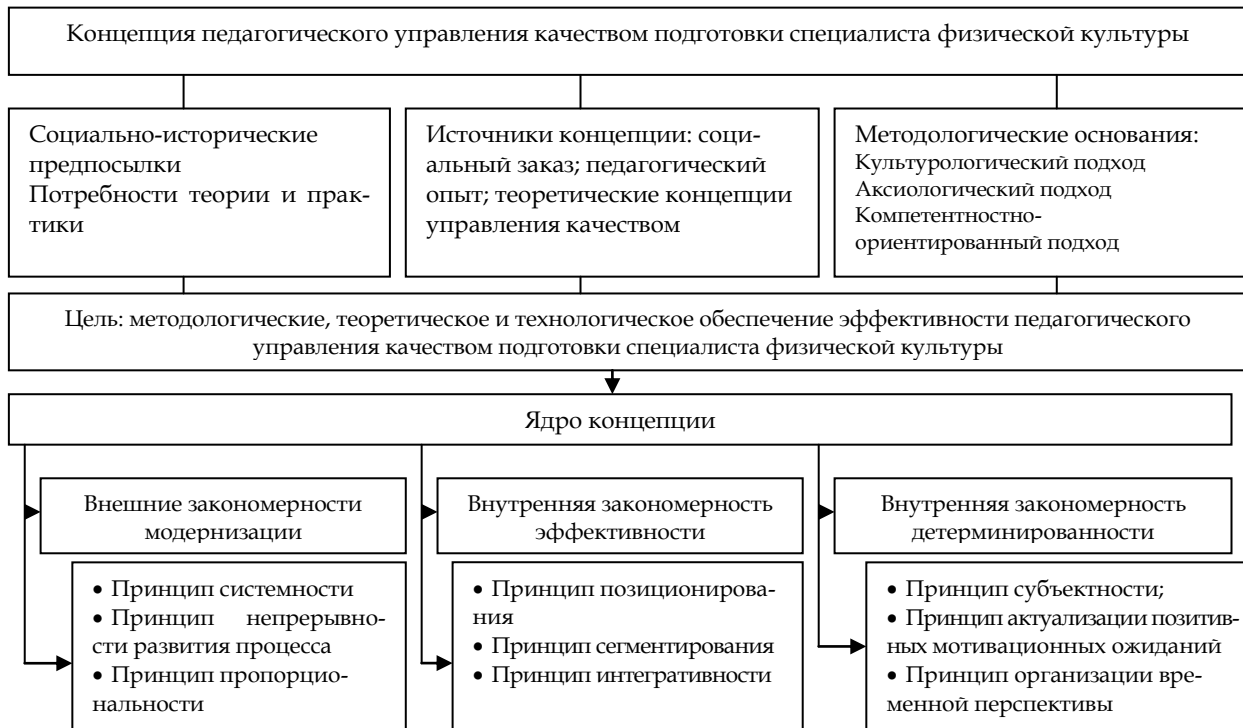 Концепция педагогического управления качеством подготовки специалиста физической культуры
Социально-исторические
предпосылки
Потребности теории и прак-
тики
Источники концепции: соци-
альный заказ; педагогический
опыт; теоретические концепции
управления качеством
Методологические основания:
Культурологический подход
Аксиологический подход
Компетентностно-
ориентированный подход
Цель: методологические, теоретическое и технологическое обеспечение эффективности педагогического
управления качеством подготовки специалиста физической культуры
Ядро концепции
Внешние закономерности
модернизации
Внутренняя закономерность
эффективности
Внутренняя закономерность
детерминированности
• Принцип системности
• Принцип непрерывно-
сти развития процесса
• Принцип пропорцио-
нальности
• Принцип позиционирова-
ния
• Принцип сегментирования
• Принцип интегративности
• Принцип субъектности;
• Принцип актуализации позитив-
ных мотивационных ожиданий
• Принцип организации вре-
менной перспективы